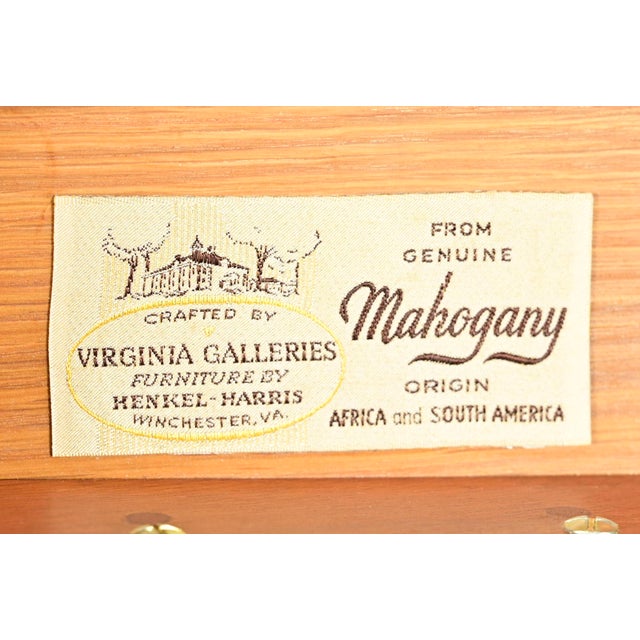 CRAFTED BY
VIRGINIA GALLERIES
FURNITURE BY
HENKEL-HARRIS
WINCHESTER, VA.
FROM
GENUINE
Mahogany
ORIGIN
AFRICA and SOUTH AMERICA